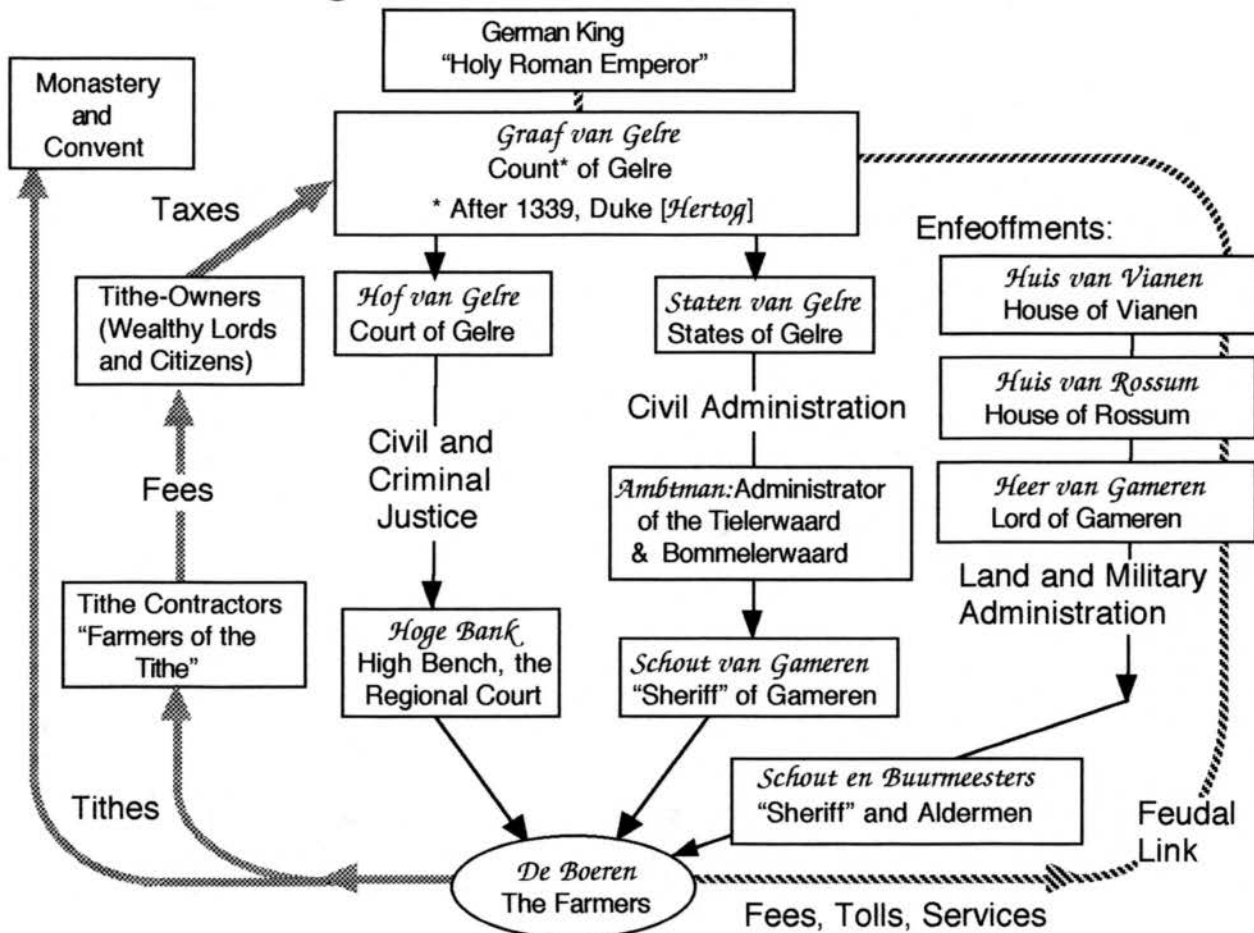 German King
“Holy Roman Emperor”
Monastery
and
Convent
Graaf van Gelre
Count* of Gelre
* After 1339, Duke [Hertog]
Taxes
Enfeoffments:
Tithe-Owners
(Wealthy Lords
and Citizens)
Hof van Gelre
Court of Gelre
Staten van Gelre
States of Gelre
Huis van Vianen
House of Vianen
Huis van Rossum
House of Rossum
Heer van Gameren
Lord of Gameren
Fees
Civil and
Criminal
Justice
Civil Administration
Ambtman: Administrator
of the Tielerwaard
& Bommelerwaard
Land and Military
Administration
Tithe Contractors
“Farmers of the
Tithe”
Hoge Bank
High Bench, the
Regional Court
Schout van Gameren
“Sheriff” of Gameren
Schout en Buurmeesters
“Sheriff” and Aldermen
Tithes
Feudal
Link
De Boeren
The Farmers
Fees, Tolls, Services